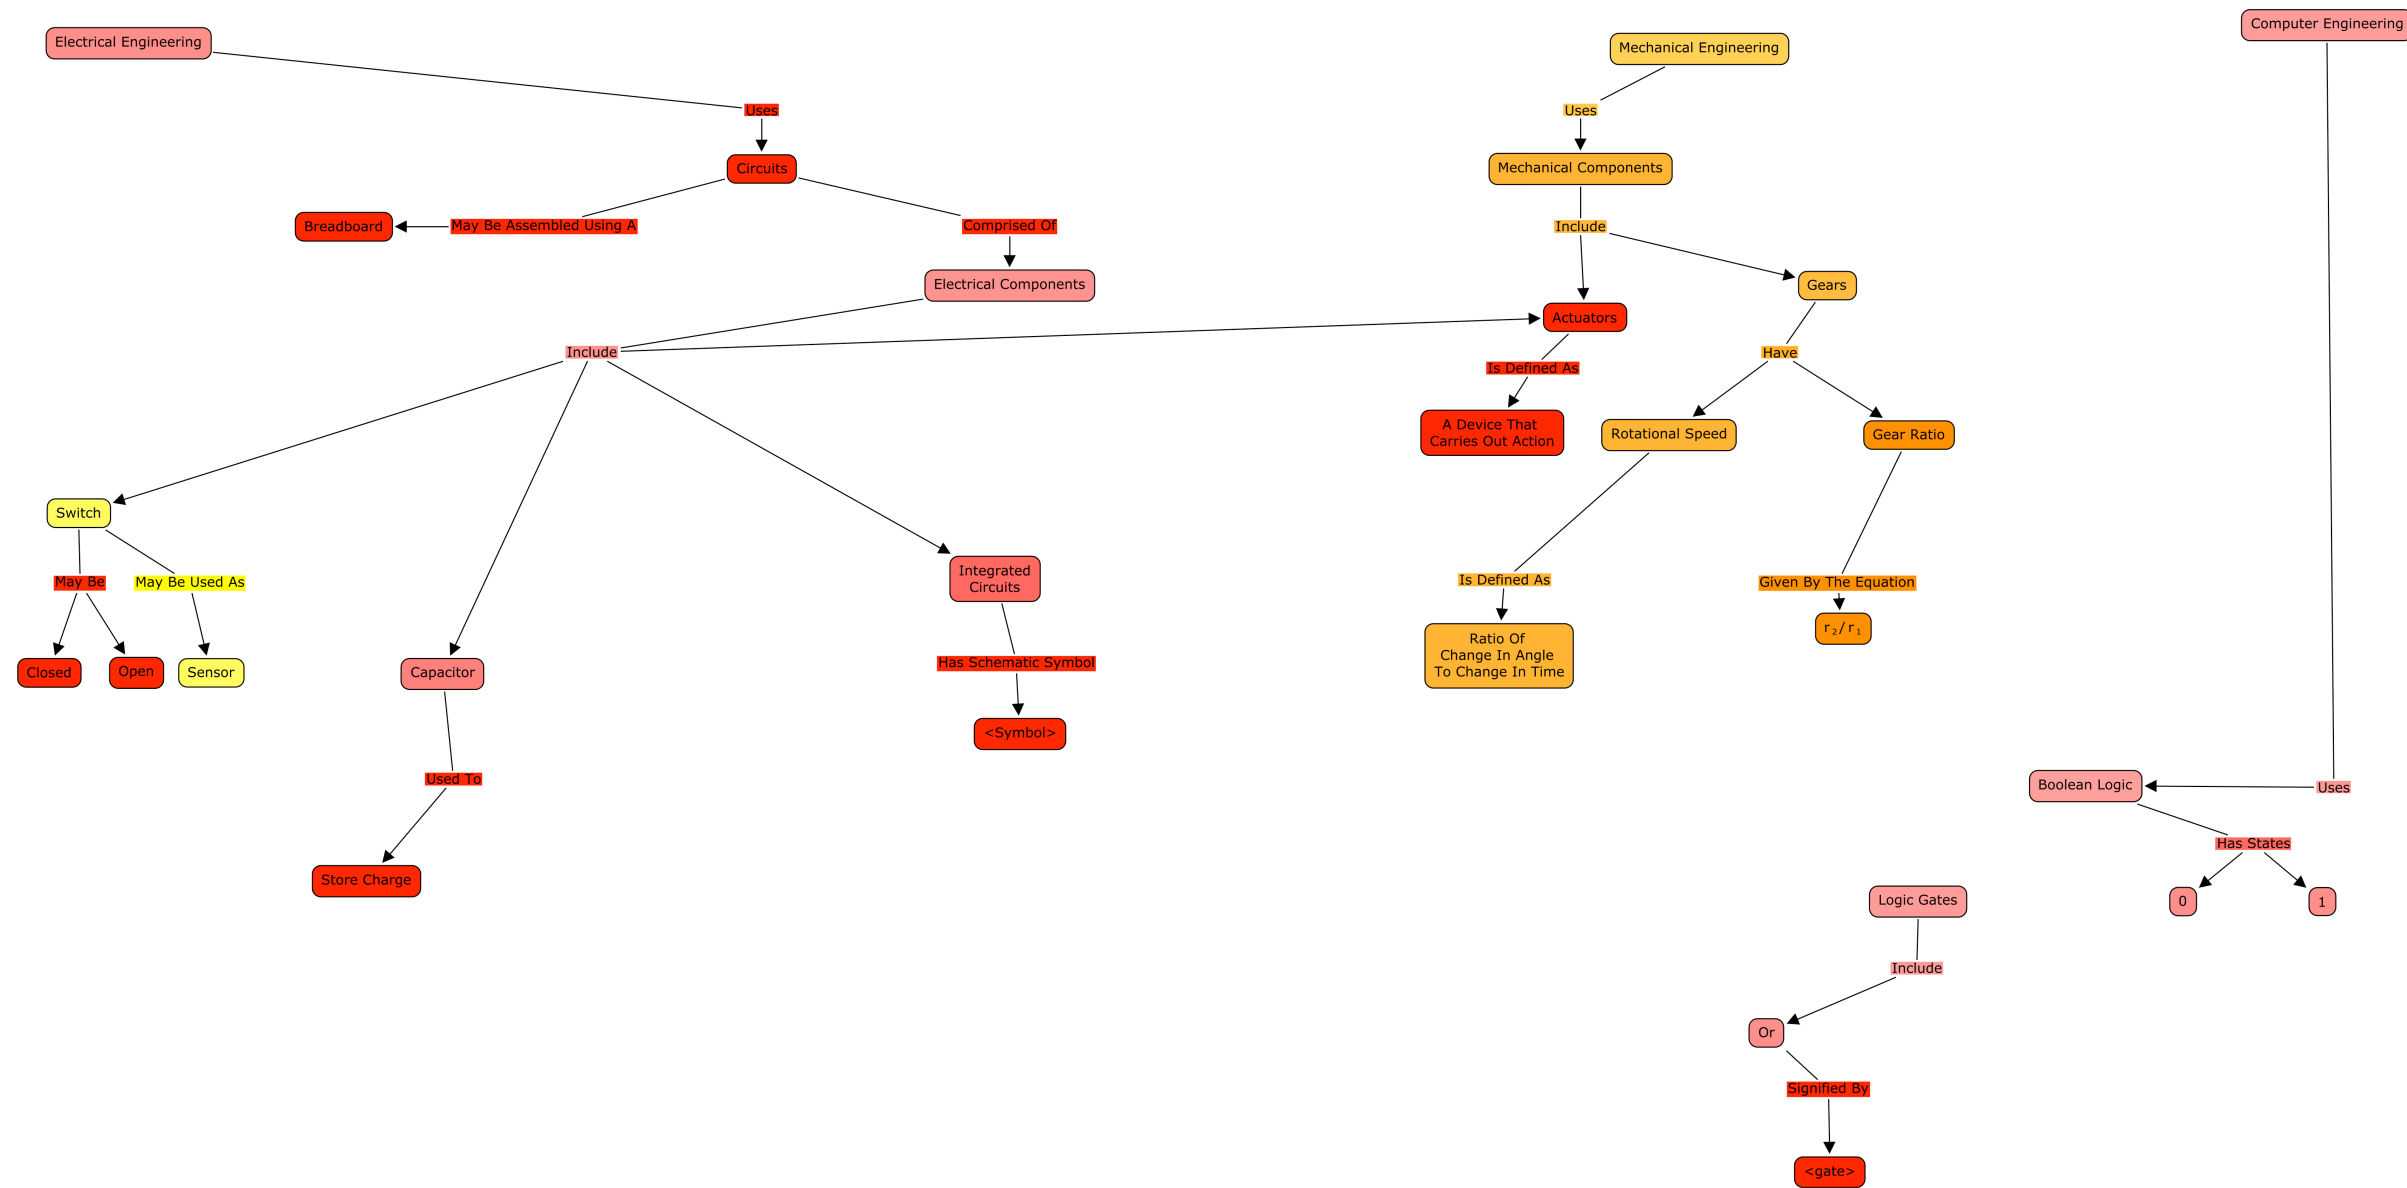 Computer Engineering
Electrical Engineering
Mechanical Engineering
Uses
Uses
Circuits
Mechanical Components
Breadboard
May Be Assembled Using A
Comprised Of
Include
Electrical Components
Gears
Actuators
Include
Have
Is Defined As
A Device That
Carries Out Action
Rotational Speed
Gear Ratio
Switch
Integrated
Circuits
May Be
May Be Used As
Is Defined As
Given By The Equation
r₂/r₁
Ratio Of
Change In Angle
To Change In Time
Has Schematic Symbol
Closed
Open
Sensor
Capacitor
<Symbol>
Used To
Boolean Logic
Uses
Has States
Store Charge
Logic Gates
0
1
Include
Or
Signified By
<gate>